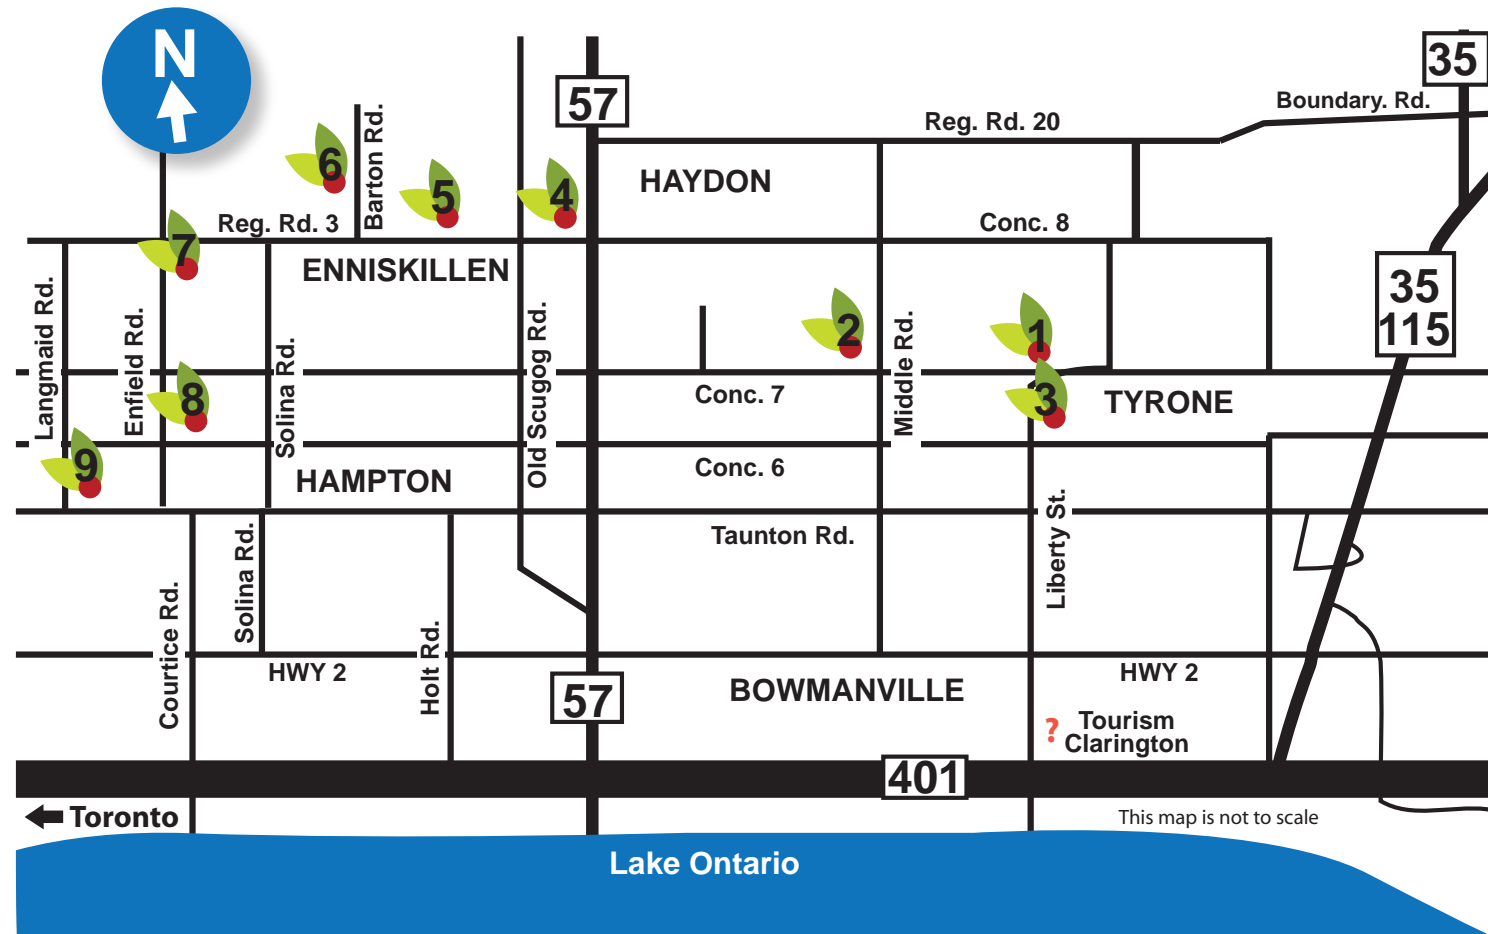 N
35
57
Boundary. Rd.
Reg. Rd. 20
Barton Rd.
6
5
4
HAYDON
Reg. Rd. 3
Conc. 8
7
ENNISKILLEN
35
115
Langmaid Rd.
Enfield Rd.
Solina Rd.
Old Scugog Rd.
2
Middle Rd.
1
8
Conc. 7
3
TYRONE
9
HAMPTON
Conc. 6
Taunton Rd.
Liberty St.
Courtice Rd.
Solina Rd.
Holt Rd.
HWY 2
HWY 2
57
BOWMANVILLE
? Tourism
Clarington
401
Toronto
This map is not to scale
Lake Ontario